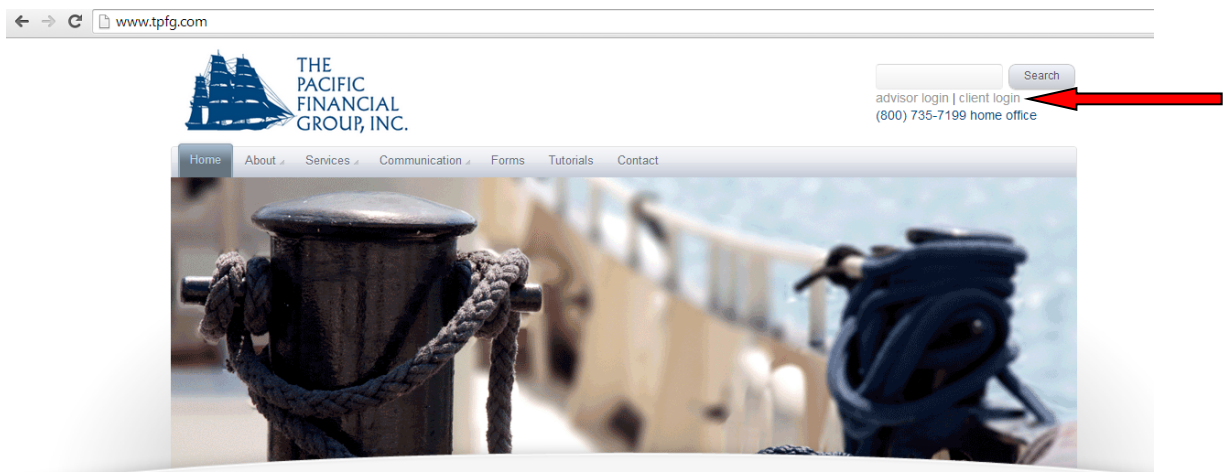 www.tpfg.com
THE
PACIFIC
FINANCIAL
GROUP, INC.
Search
advisor login | client login
(800) 735-7199 home office
Home About Services Communication Forms Tutorials Contact